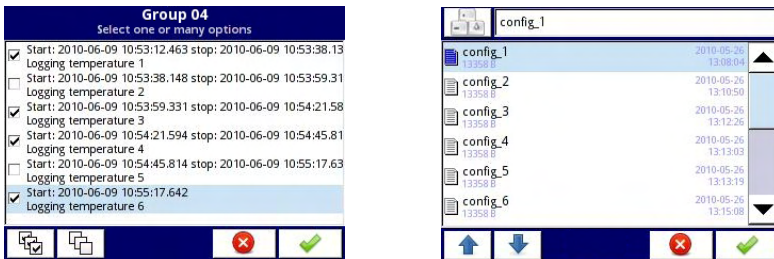 Group 04
Select one or many options
Start: 2010-06-09 10:53:12.463 stop: 2010-06-09 10:53:38.13
Logging temperature 1
Start: 2010-06-09 10:53:38.148 stop: 2010-06-09 10:53:59.31
Logging temperature 2
Start: 2010-06-09 10:53:59.331 stop: 2010-06-09 10:54:21.58
Logging temperature 3
Start: 2010-06-09 10:54:21.594 stop: 2010-06-09 10:54:45.81
Logging temperature 4
Start: 2010-06-09 10:54:45.814 stop: 2010-06-09 10:55:17.63
Logging temperature 5
Start: 2010-06-09 10:55:17.642
Logging temperature 6
config_1
config_1 2010-05-26
13358 B 13:08:04
config_2 2010-05-26
13358 B 13:10:50
config_3 2010-05-26
13358 B 13:12:26
config_4 2010-05-26
13358 B 13:13:03
config_5 2010-05-26
13358 B 13:13:19
config_6 2010-05-26
13358 B 13:15:08